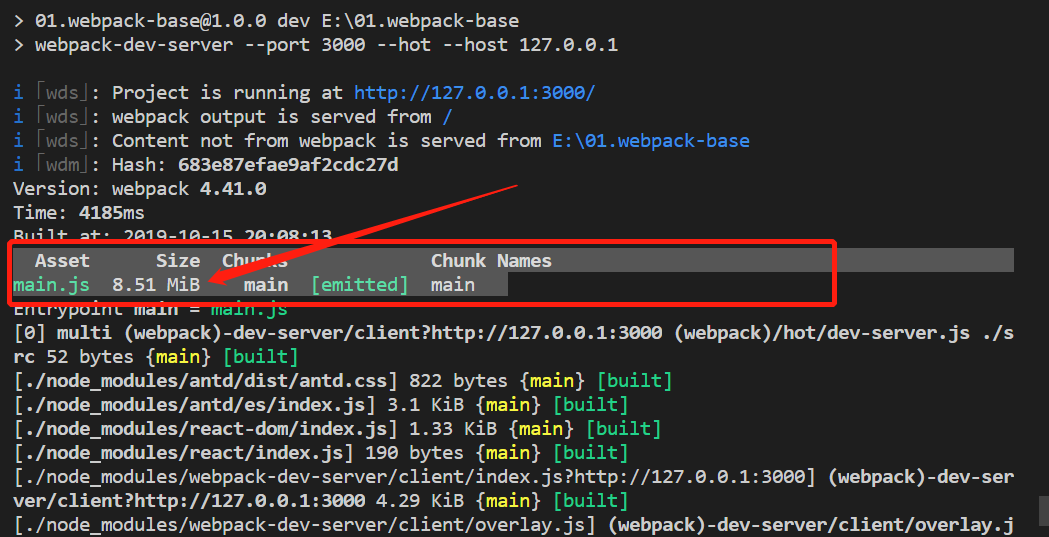 > 01.webpack-base@1.0.0 dev E:\01.webpack-base
> webpack-dev-server --port 3000 --hot --host 127.0.0.1
i ｢wds｣: Project is running at http://127.0.0.1:3000/
i ｢wds｣: webpack output is served from /
i ｢wds｣: Content not from webpack is served from E:\01.webpack-base
i ｢wdm｣: Hash: 683e87efae9af2cdc27d
Version: webpack 4.41.0
Time: 4185ms
Built at: 2019-10-15 20:08:13
Asset Size Chunks Chunk Names
main.js 8.51 MiB main [emitted] main
Entrypoint main = main.js
[0] multi (webpack)-dev-server/client?http://127.0.0.1:3000 (webpack)/hot/dev-server.js ./s
rc 52 bytes {main} [built]
[./node_modules/antd/dist/antd.css] 822 bytes {main} [built]
[./node_modules/antd/es/index.js] 3.1 KiB {main} [built]
[./node_modules/react-dom/index.js] 1.33 KiB {main} [built]
[./node_modules/react/index.js] 190 bytes {main} [built]
[./node_modules/webpack-dev-server/client/index.js?http://127.0.0.1:3000] (webpack)-dev-ser
ver/client?http://127.0.0.1:3000 4.29 KiB {main} [built]
[./node_modules/webpack-dev-server/client/overlay.js] (webpack)-dev-server/client/overlay.j